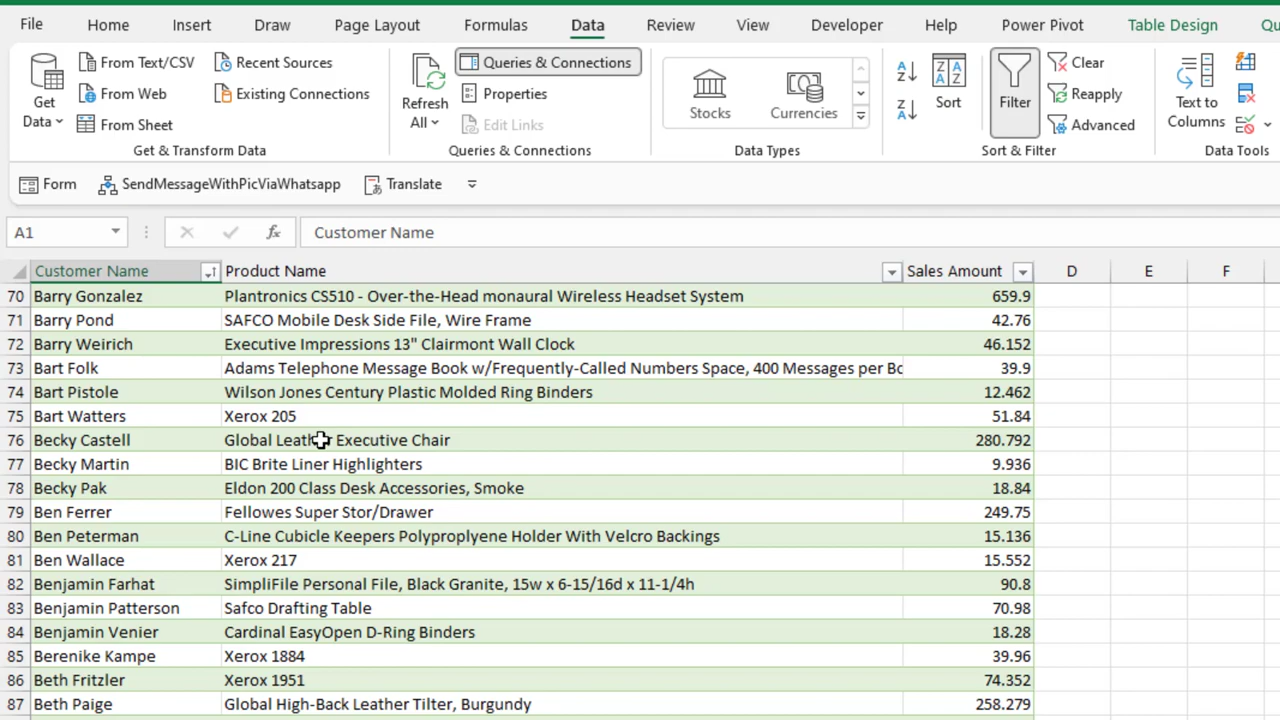 File Home Insert Draw Page Layout Formulas Data Review View Developer Help Power Pivot Table Design Qu
From Text/CSV Recent Sources Queries & Connections Clear
From Web Existing Connections Properties Reapply
From Sheet Edit Links Advanced
Get Data Refresh All Stocks Currencies Sort Filter Text to Columns
Get & Transform Data Queries & Connections Data Types Sort & Filter Data Tools
Form SendMessageWithPicViaWhatsapp Translate
A1 fx Customer Name
Customer Name Product Name Sales Amount D E F
70 Barry Gonzalez Plantronics CS510 - Over-the-Head monaural Wireless Headset System 659.9
71 Barry Pond SAFCO Mobile Desk Side File, Wire Frame 42.76
72 Barry Weirich Executive Impressions 13" Clairmont Wall Clock 46.152
73 Bart Folk Adams Telephone Message Book w/Frequently-Called Numbers Space, 400 Messages per Bo 39.9
74 Bart Pistole Wilson Jones Century Plastic Molded Ring Binders 12.462
75 Bart Watters Xerox 205 51.84
76 Becky Castell Global Leather Executive Chair 280.792
77 Becky Martin BIC Brite Liner Highlighters 9.936
78 Becky Pak Eldon 200 Class Desk Accessories, Smoke 18.84
79 Ben Ferrer Fellowes Super Stor/Drawer 249.75
80 Ben Peterman C-Line Cubicle Keepers Polyproplyene Holder With Velcro Backings 15.136
81 Ben Wallace Xerox 217 15.552
82 Benjamin Farhat SimpliFile Personal File, Black Granite, 15w x 6-15/16d x 11-1/4h 90.8
83 Benjamin Patterson Safco Drafting Table 70.98
84 Benjamin Venier Cardinal EasyOpen D-Ring Binders 18.28
85 Berenike Kampe Xerox 1884 39.96
86 Beth Fritzler Xerox 1951 74.352
87 Beth Paige Global High-Back Leather Tilter, Burgundy 258.279